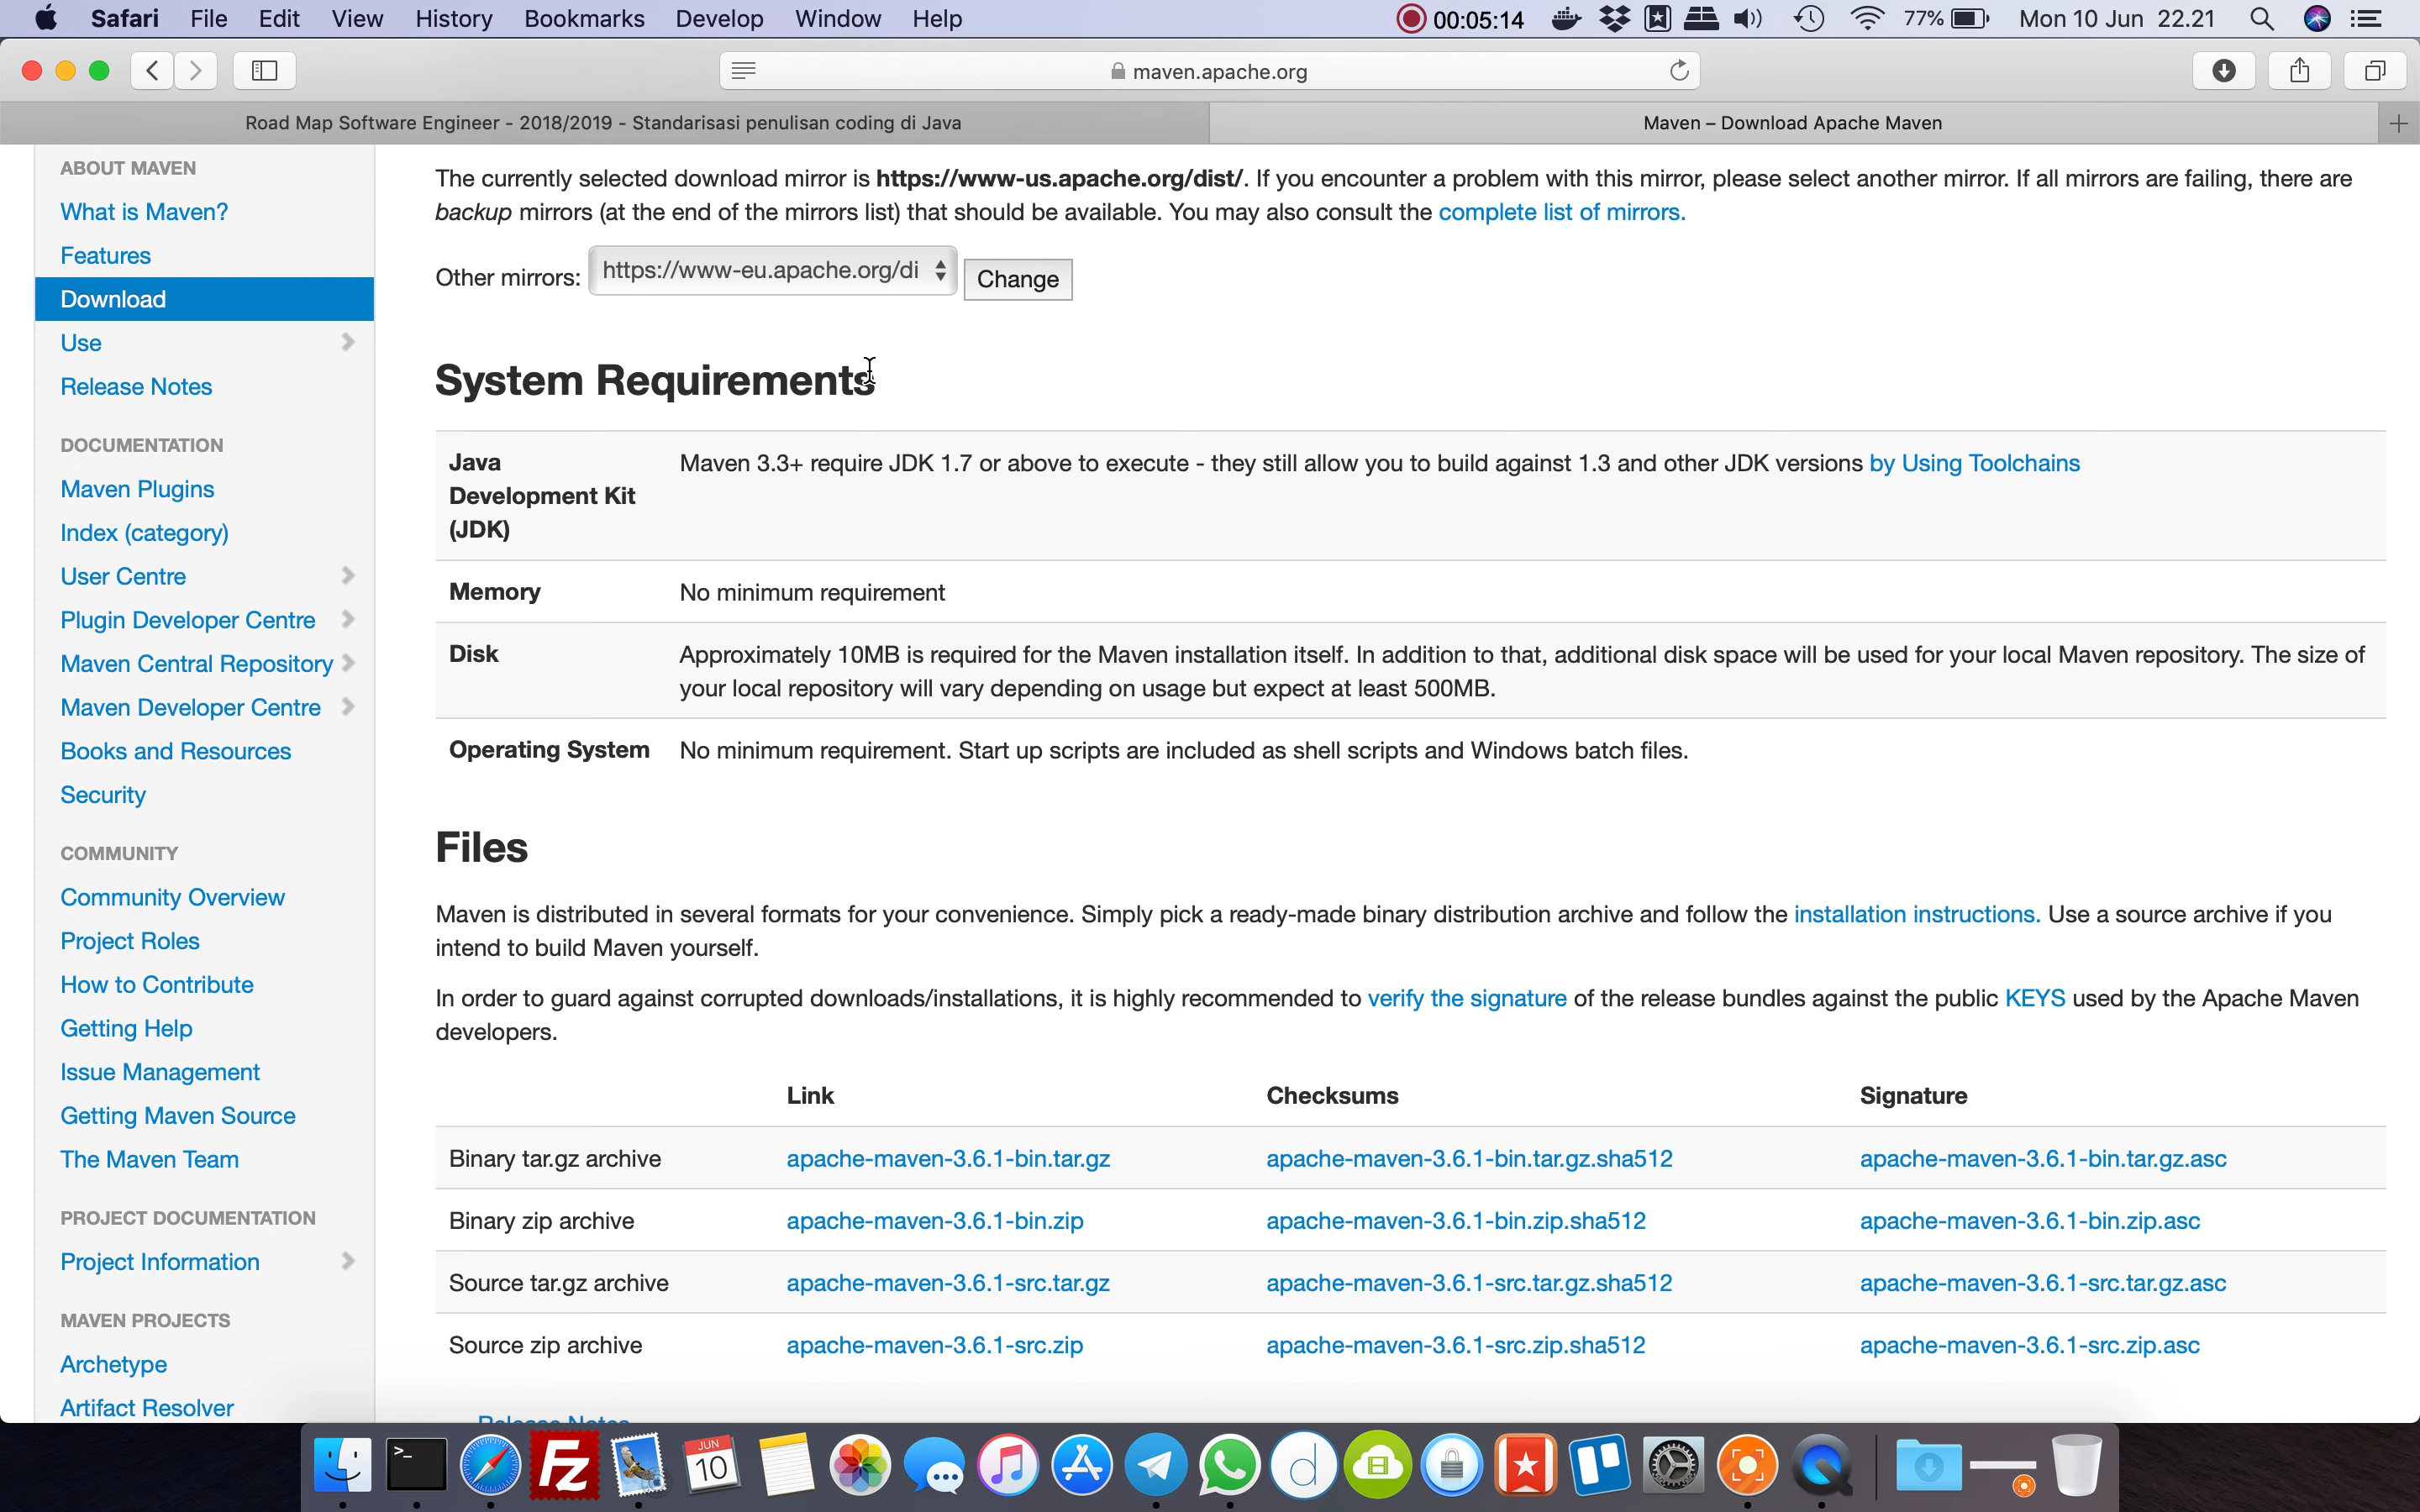 Safari File Edit View History Bookmarks Develop Window Help 00:05:14 77% Mon 10 Jun 22.21
maven.apache.org
Road Map Software Engineer - 2018/2019 - Standarisasi penulisan coding di Java
Maven – Download Apache Maven
ABOUT MAVEN
What is Maven?
Features
Download
Use
Release Notes
DOCUMENTATION
Maven Plugins
Index (category)
User Centre
Plugin Developer Centre
Maven Central Repository
Maven Developer Centre
Books and Resources
Security
COMMUNITY
Community Overview
Project Roles
How to Contribute
Getting Help
Issue Management
Getting Maven Source
The Maven Team
PROJECT DOCUMENTATION
Project Information
MAVEN PROJECTS
Archetype
Artifact Resolver
The currently selected download mirror is https://www-us.apache.org/dist/. If you encounter a problem with this mirror, please select another mirror. If all mirrors are failing, there are
backup mirrors (at the end of the mirrors list) that should be available. You may also consult the complete list of mirrors.
Other mirrors: https://www-eu.apache.org/di Change
System Requirements
Java Maven 3.3+ require JDK 1.7 or above to execute - they still allow you to build against 1.3 and other JDK versions by Using Toolchains
Development Kit
(JDK)
Memory No minimum requirement
Disk Approximately 10MB is required for the Maven installation itself. In addition to that, additional disk space will be used for your local Maven repository. The size of
your local repository will vary depending on usage but expect at least 500MB.
Operating System No minimum requirement. Start up scripts are included as shell scripts and Windows batch files.
Files
Maven is distributed in several formats for your convenience. Simply pick a ready-made binary distribution archive and follow the installation instructions. Use a source archive if you
intend to build Maven yourself.
In order to guard against corrupted downloads/installations, it is highly recommended to verify the signature of the release bundles against the public KEYS used by the Apache Maven
developers.
Link Checksums Signature
Binary tar.gz archive apache-maven-3.6.1-bin.tar.gz apache-maven-3.6.1-bin.tar.gz.sha512 apache-maven-3.6.1-bin.tar.gz.asc
Binary zip archive apache-maven-3.6.1-bin.zip apache-maven-3.6.1-bin.zip.sha512 apache-maven-3.6.1-bin.zip.asc
Source tar.gz archive apache-maven-3.6.1-src.tar.gz apache-maven-3.6.1-src.tar.gz.sha512 apache-maven-3.6.1-src.tar.gz.asc
Source zip archive apache-maven-3.6.1-src.zip apache-maven-3.6.1-src.zip.sha512 apache-maven-3.6.1-src.zip.asc
Release Notes
>_
Fz
JUN
10
d